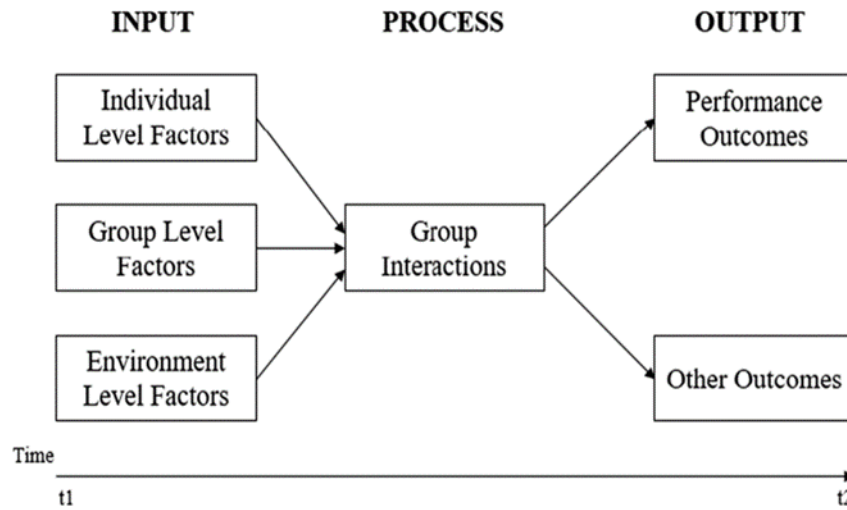 INPUT
PROCESS
OUTPUT
Individual
Level Factors
Performance
Outcomes
Group Level
Factors
Group
Interactions
Environment
Level Factors
Other Outcomes
Time
t1
t2